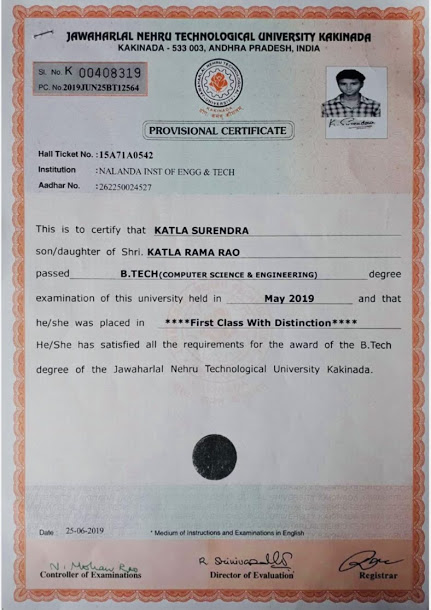 JAWAHARLAL NEHRU TECHNOLOGICAL UNIVERSITY KAKINADA
KAKINADA - 533 003, ANDHRA PRADESH, INDIA
Sl. No. K 00408319
PC. No 2019JUN25BT12564
PROVISIONAL CERTIFICATE
Hall Ticket No. :15A71A0542
Institution :NALANDA INST OF ENGG & TECH
Aadhar No. :262250024527
This is to certify that KATLA SURENDRA
son/daughter of Shri. KATLA RAMA RAO
passed B.TECH(COMPUTER SCIENCE & ENGINEERING) degree
examination of this university held in May 2019 and that
he/she was placed in ****First Class With Distinction****
He/She has satisfied all the requirements for the award of the B.Tech
degree of the Jawaharlal Nehru Technological University Kakinada.
Date : 25-06-2019 * Medium of Instructions and Examinations in English
Controller of Examinations Director of Evaluation Registrar